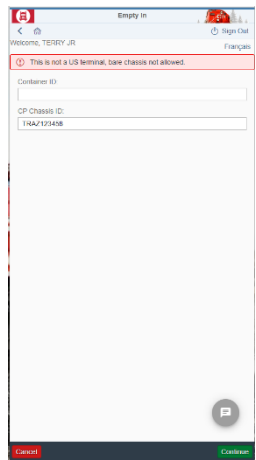 Empty In
Sign Out
Welcome, TERRY JR
Français
This is not a US terminal, bare chassis not allowed.
Container ID:
CP Chassis ID:
TRAZ123456
Cancel
Continue